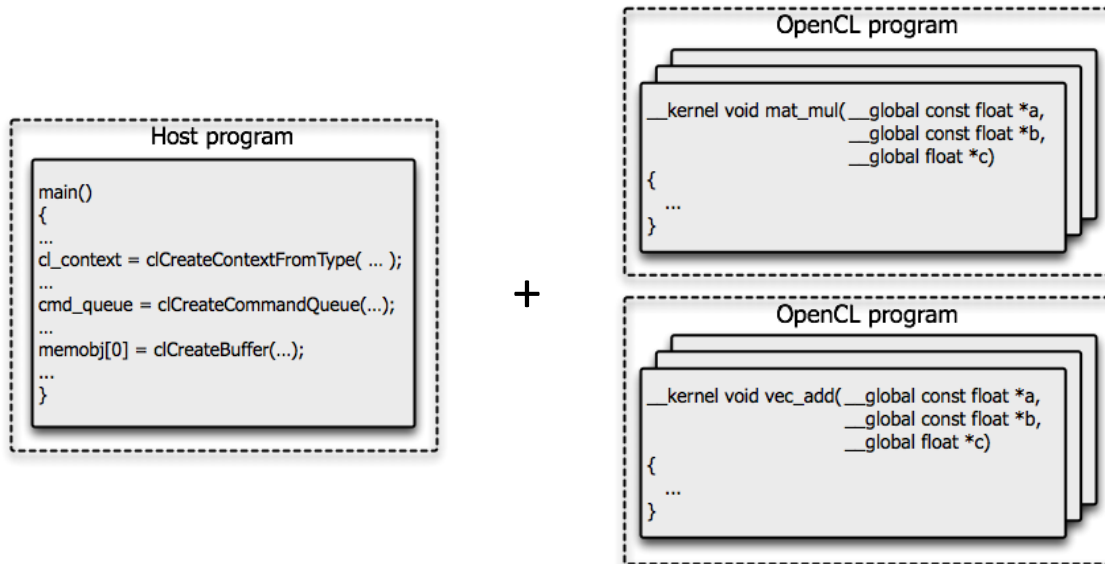 Host program
main()
{
...
cl_context = clCreateContextFromType( ... );
...
cmd_queue = clCreateCommandQueue(...);
...
memobj[0] = clCreateBuffer(...);
...
}
+
OpenCL program
__kernel void mat_mul( __global const float *a,
__global const float *b,
__global float *c)
{
...
}
OpenCL program
__kernel void vec_add( __global const float *a,
__global const float *b,
__global float *c)
{
...
}